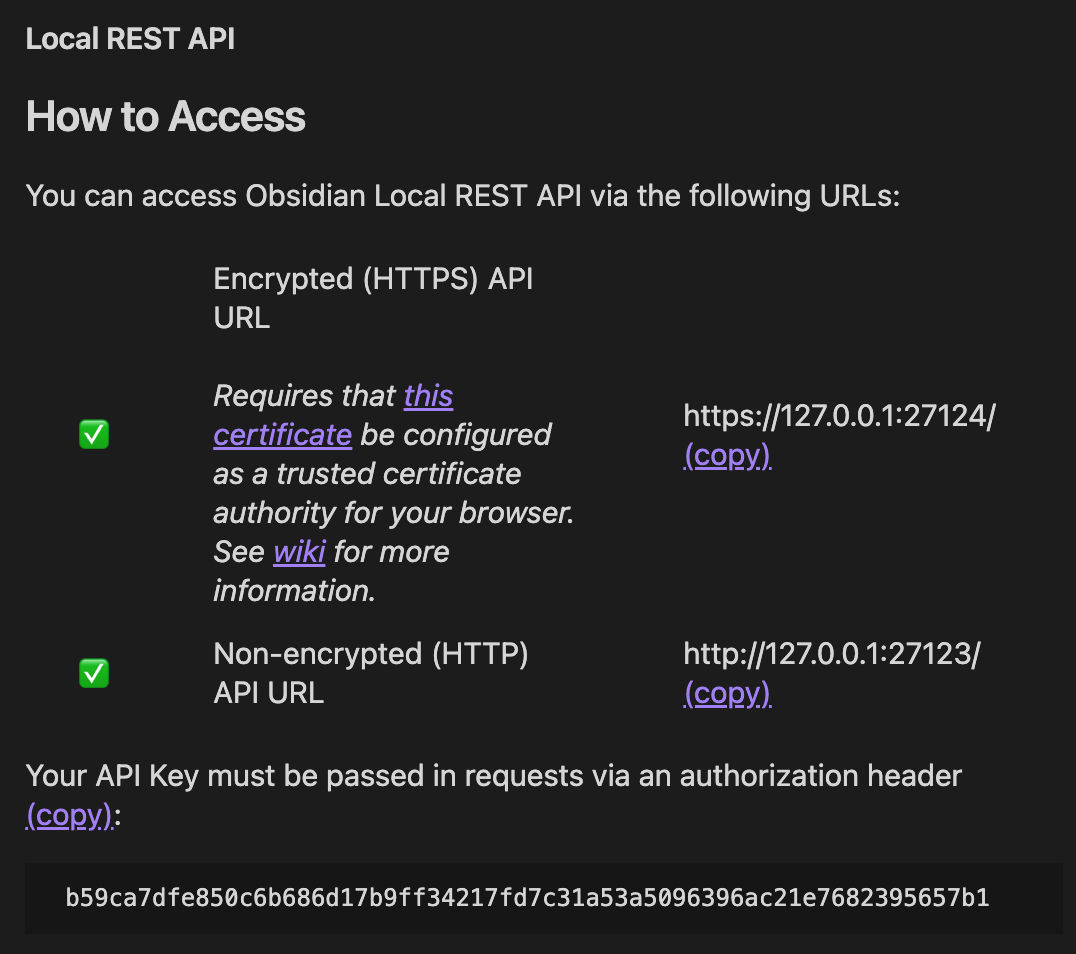 Local REST API
How to Access
You can access Obsidian Local REST API via the following URLs:
Encrypted (HTTPS) API
URL
Requires that this
certificate be configured
as a trusted certificate
authority for your browser.
See wiki for more
information.
https://127.0.0.1:27124/
(copy)
Non-encrypted (HTTP)
API URL
http://127.0.0.1:27123/
(copy)
Your API Key must be passed in requests via an authorization header
(copy):
b59ca7dfe850c6b686d17b9ff34217fd7c31a53a5096396ac21e7682395657b1